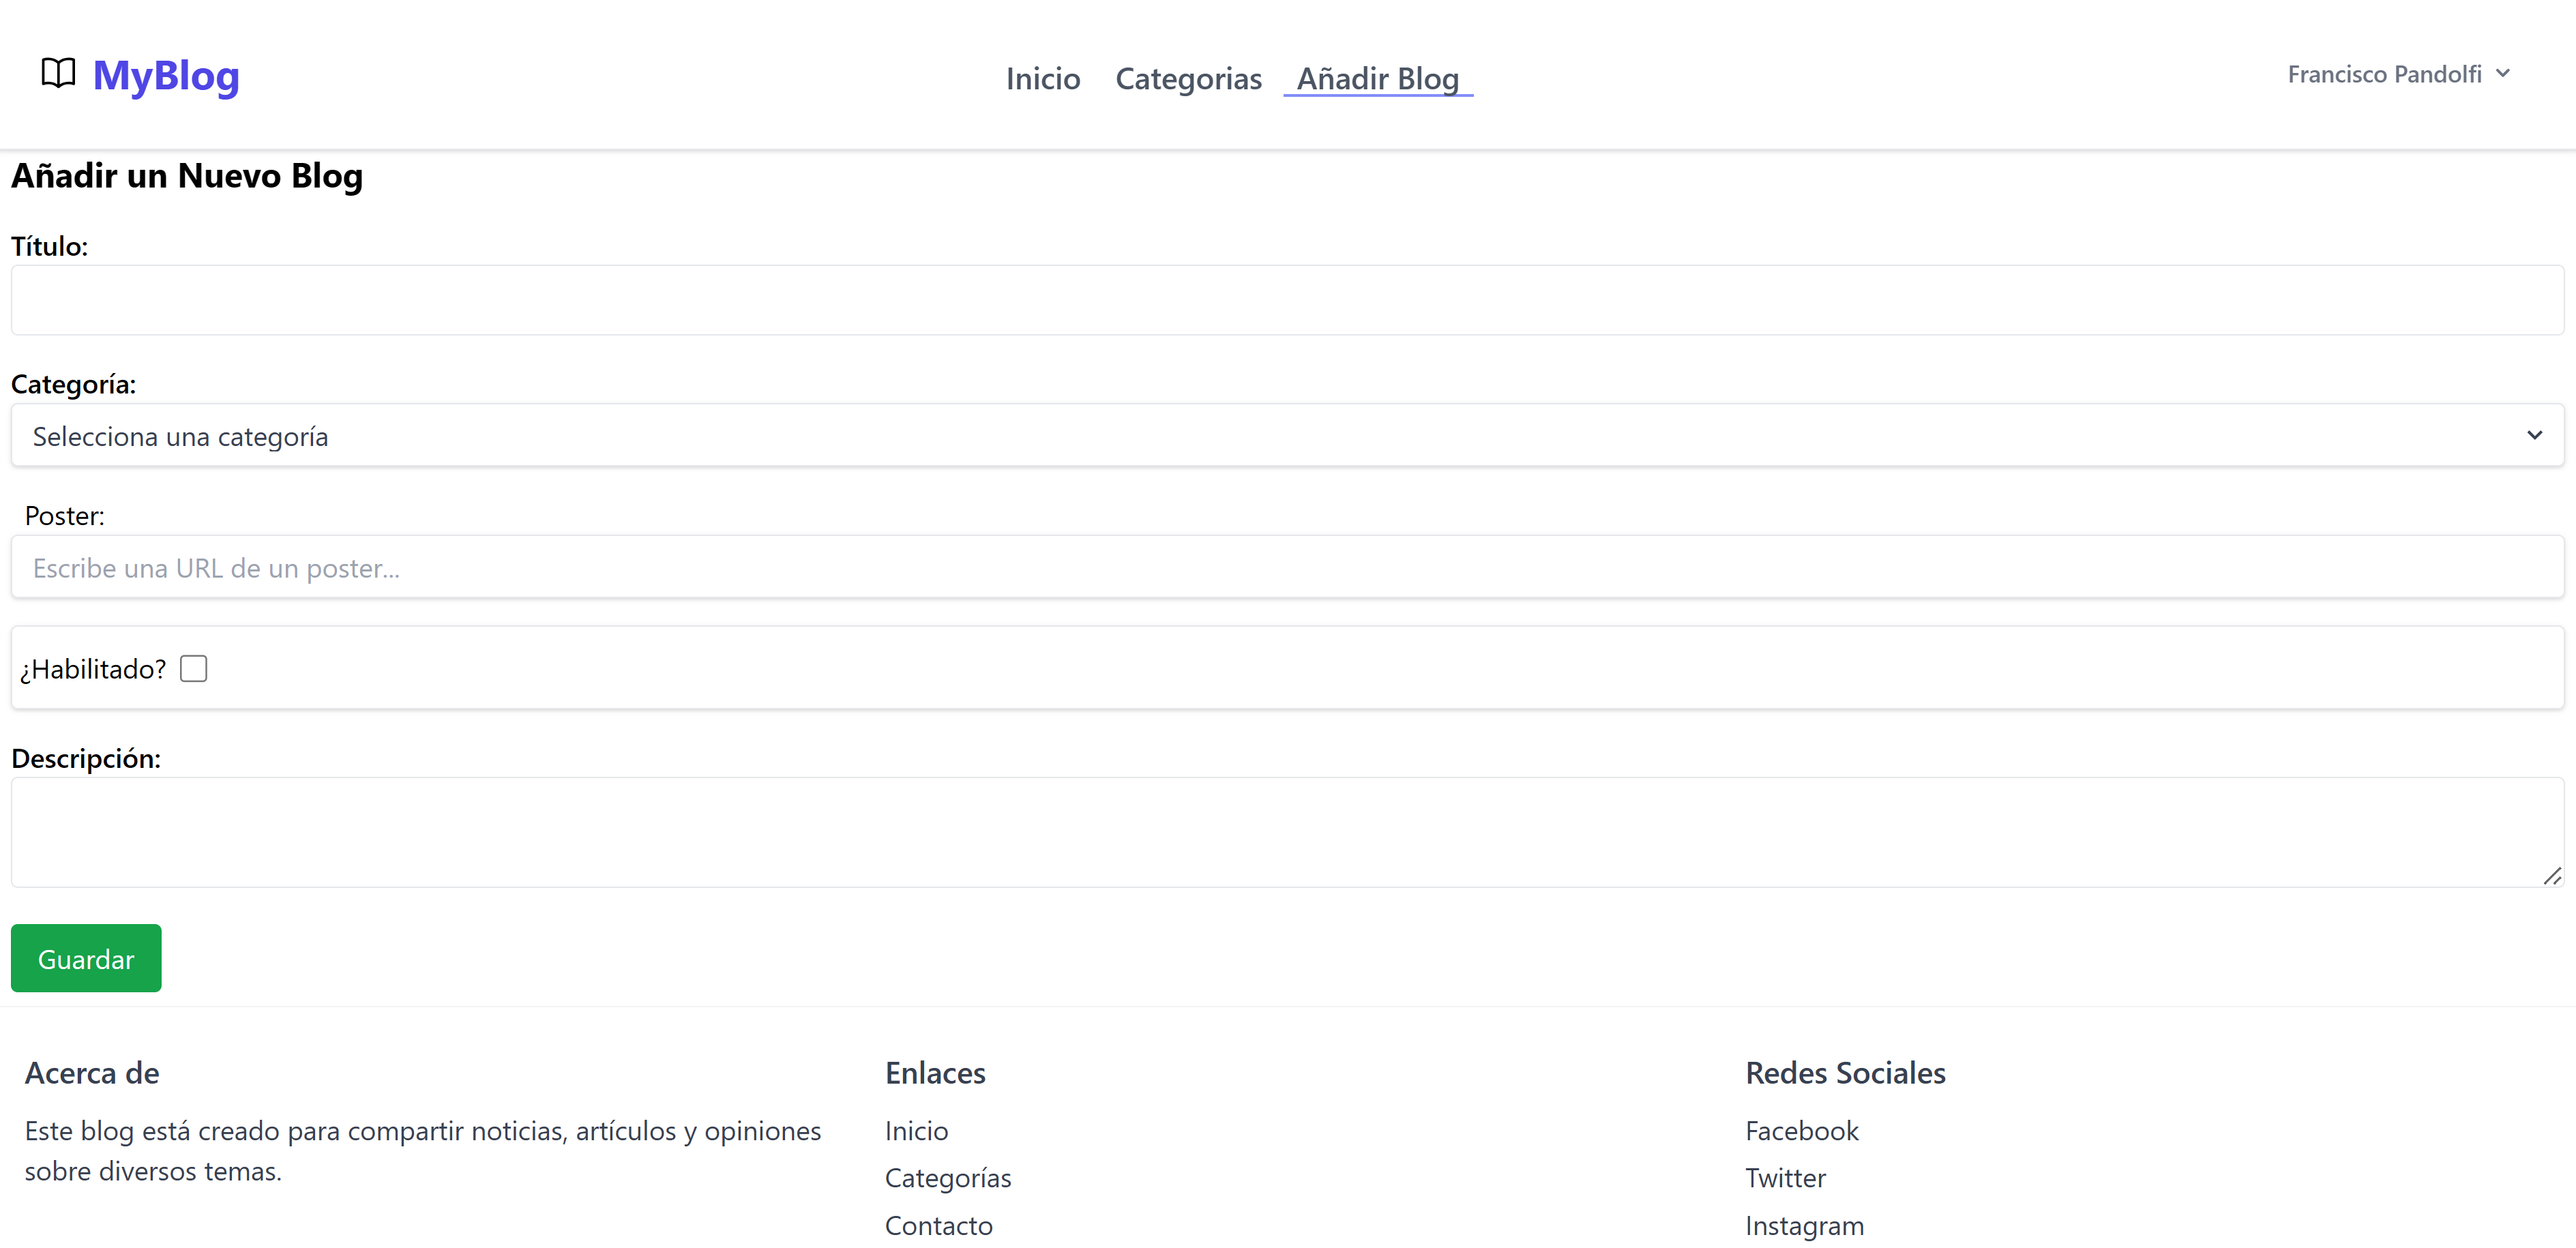 MyBlog
Inicio Categorias Añadir Blog
Francisco Pandolfi
Añadir un Nuevo Blog
Título:
Categoría:
Selecciona una categoría
Poster:
Escribe una URL de un poster...
¿Habilitado?
Descripción:
Guardar
Acerca de
Este blog está creado para compartir noticias, artículos y opiniones
sobre diversos temas.
Enlaces
Inicio
Categorías
Contacto
Redes Sociales
Facebook
Twitter
Instagram